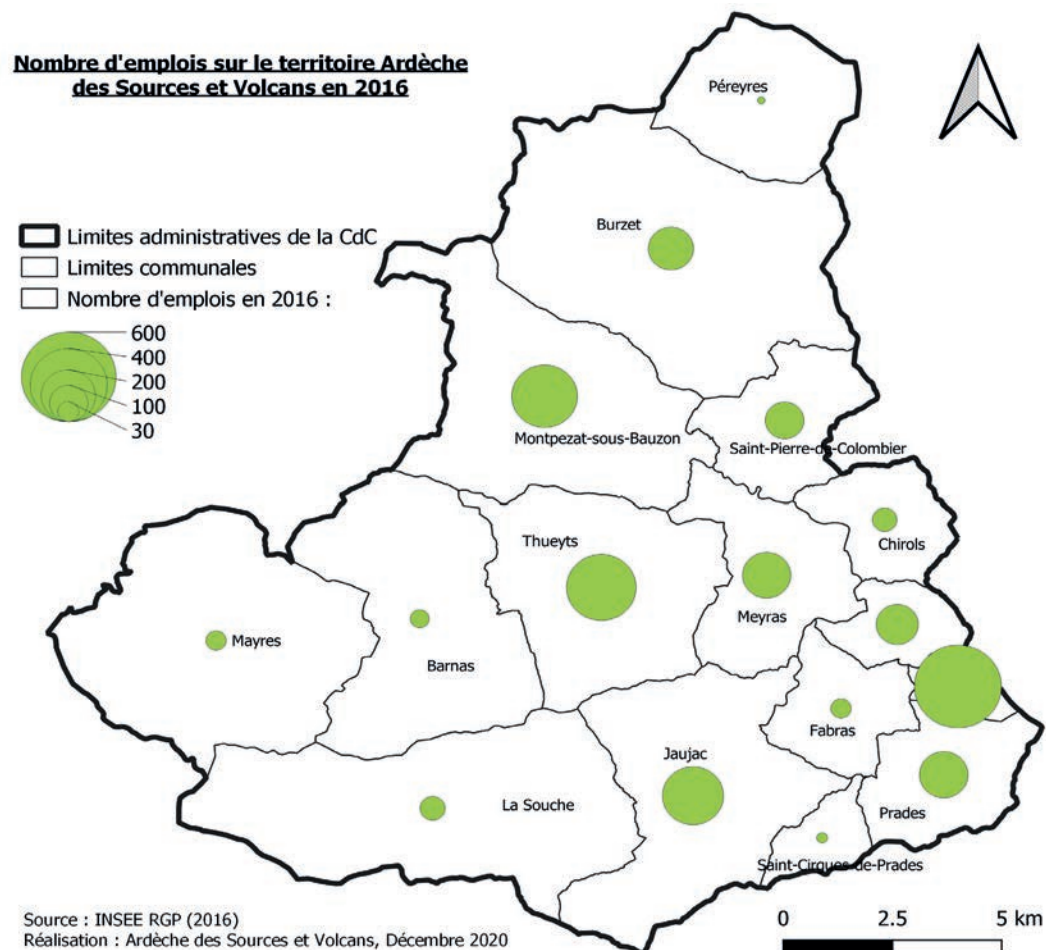 Nombre d'emplois sur le territoire Ardèche
des Sources et Volcans en 2016
Péreyres
Burzet
Limites administratives de la CdC
Limites communales
Nombre d'emplois en 2016 :
600
400
200
100
30
Montpezat-sous-Bauzon
Saint-Pierre-de-Colombier
Thueyts
Chirols
Meyras
Mayres
Barnas
Fabras
Jaujac
La Souche
Prades
Saint-Cirques-de-Prades
Source : INSEE RGP (2016)
Réalisation : Ardèche des Sources et Volcans, Décembre 2020
0 2.5 5 km